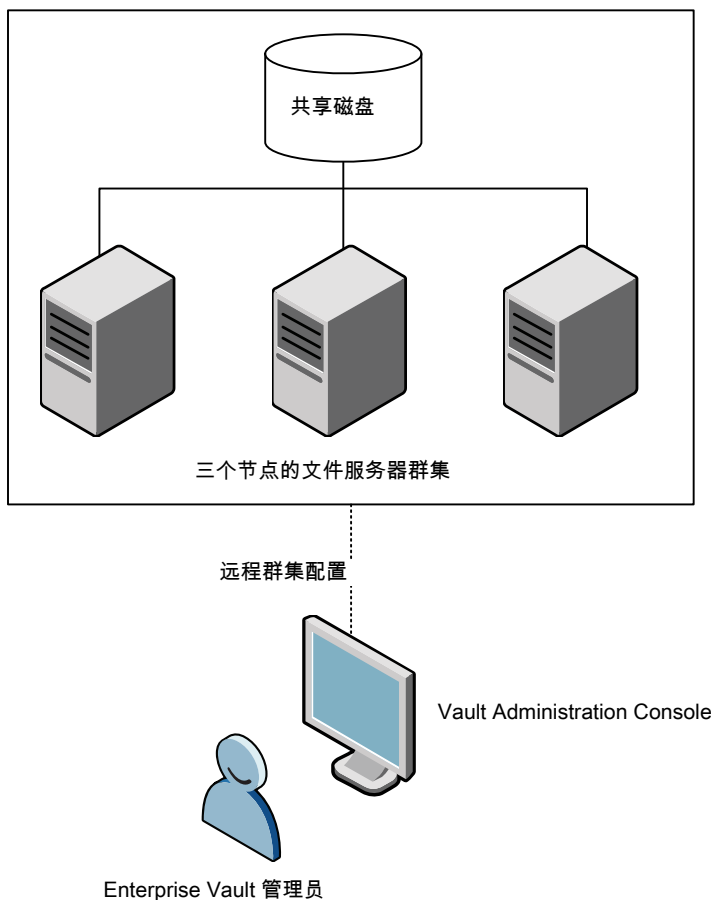 共享磁盘
三个节点的文件服务器群集
远程群集配置
Vault Administration Console
Enterprise Vault 管理员